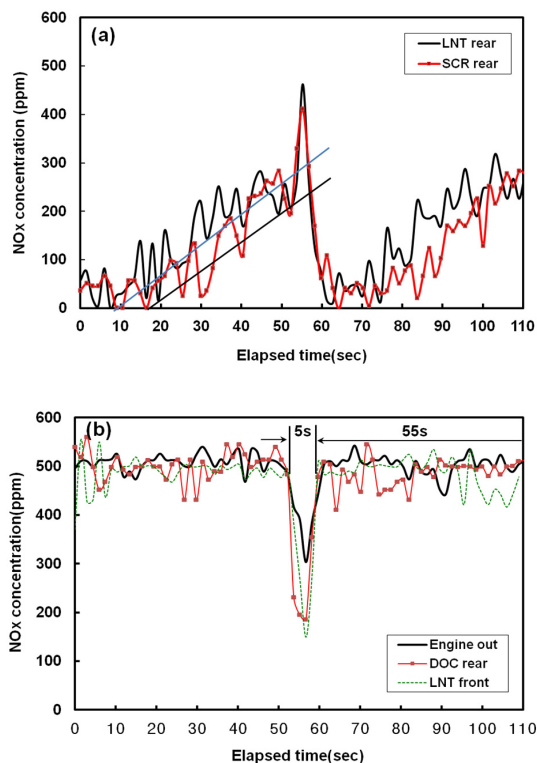 600
(a)
LNT rear
SCR rear
500
400
300
200
100
0
NOx concentration (ppm)
0 10 20 30 40 50 60 70 80 90 100 110
Elapsed time(sec)
600
(b)
5s
55s
500
400
300
200
100
0
NOx concentration(ppm)
Engine out
DOC rear
LNT front
0 10 20 30 40 50 60 70 80 90 100 110
Elapsed time(sec)